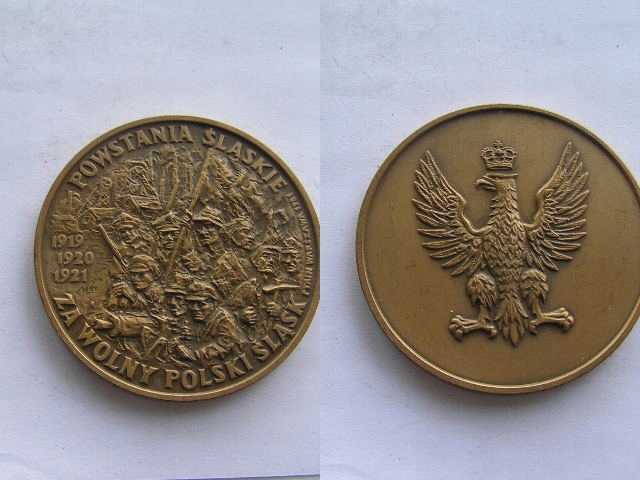 POWSTANIA ŚLĄSKIE
1919
1920
1921
ZA WOLNY POLSKI ŚLĄSK